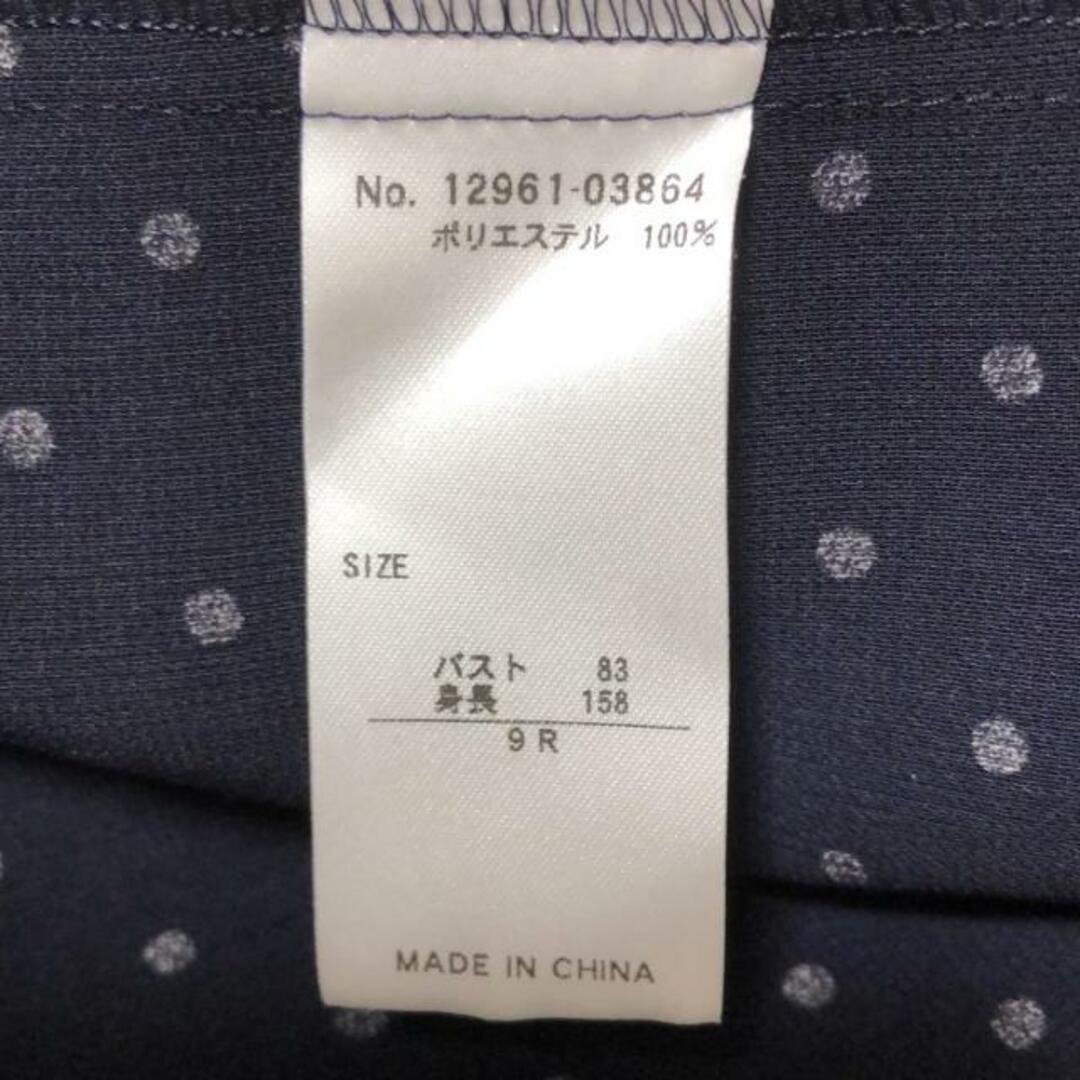 No. 12961-03864
ポリエステル 100%
SIZE
バスト 83
身長 158
9R
MADE IN CHINA